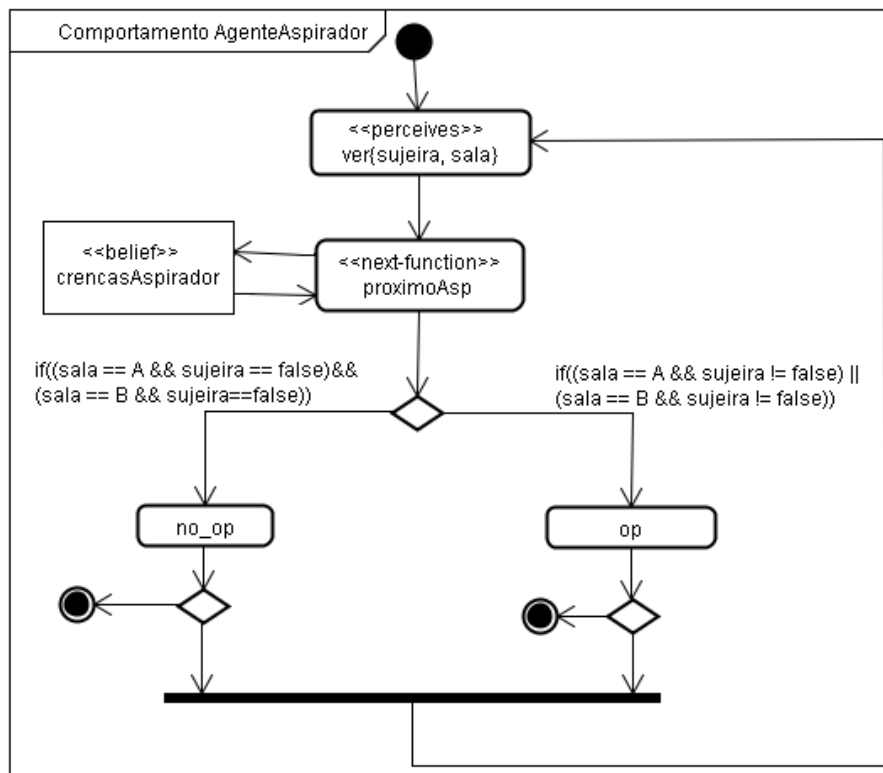 Comportamento AgenteAspirador
<<perceives>>
ver{sujeira, sala}
<<belief>>
crencasAspirador
<<next-function>>
proximoAsp
if((sala == A && sujeira == false)&&
(sala == B && sujeira==false))
if((sala == A && sujeira != false) ||
(sala == B && sujeira != false))
no_op
op